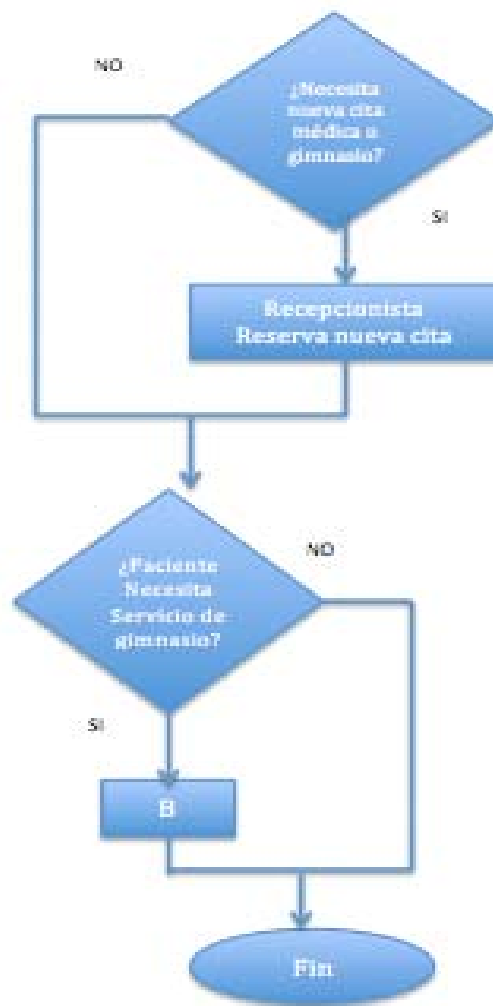 NO
¿Necesita
nueva cita
médica o
gimnasio?
SI
Recepcionista
Reserva nueva cita
¿Paciente
Necesita
Servicio de
gimnasio?
NO
SI
B
Fin